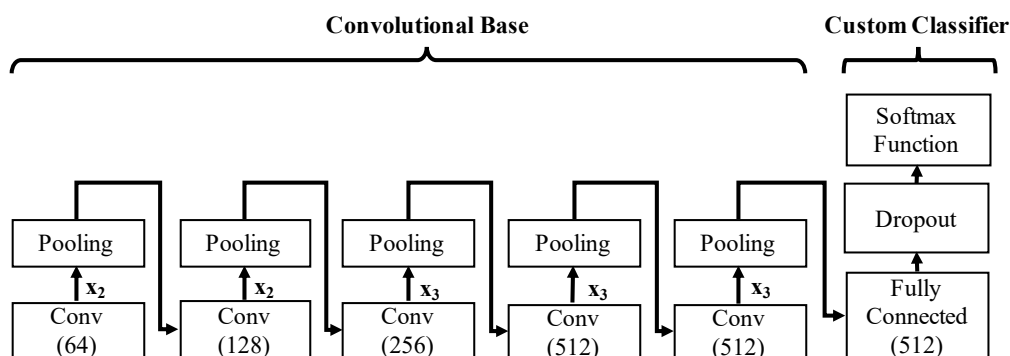 Convolutional Base
Custom Classifier
Softmax
Function
Dropout
Pooling
Pooling
Pooling
Pooling
Pooling
x2
x2
x3
x3
x3
Conv
(64)
Conv
(128)
Conv
(256)
Conv
(512)
Conv
(512)
Fully
Connected
(512)